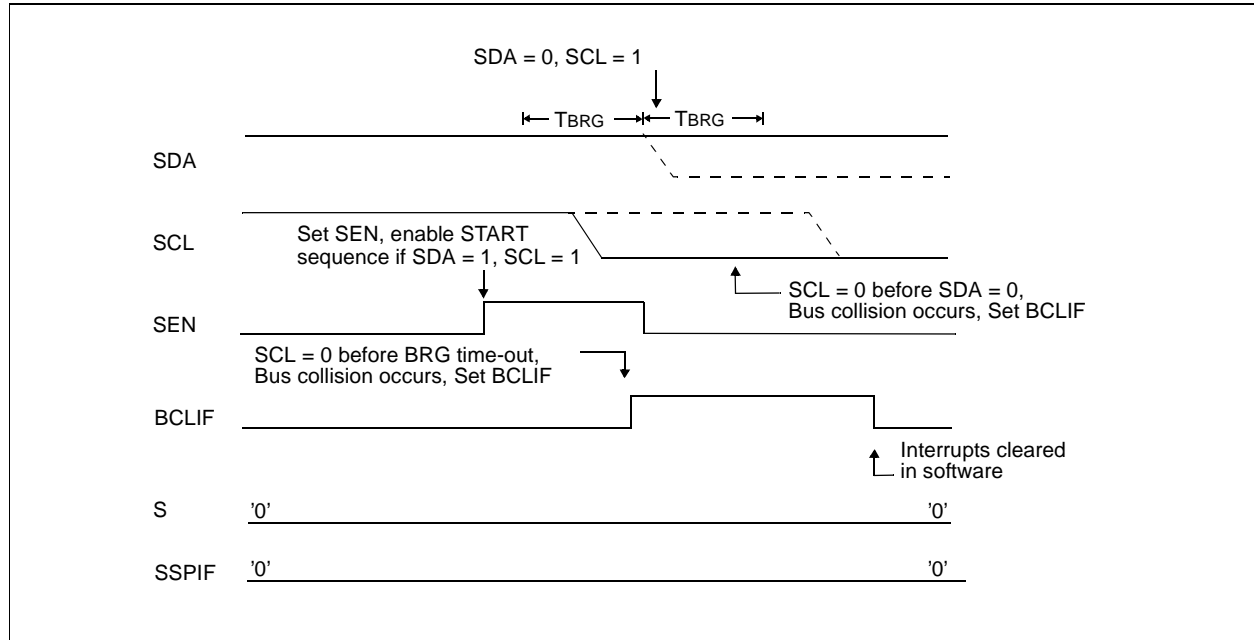 SDA = 0, SCL = 1
TBRG TBRG
SDA
SCL
Set SEN, enable START
sequence if SDA = 1, SCL = 1
SCL = 0 before SDA = 0,
Bus collision occurs, Set BCLIF
SEN
SCL = 0 before BRG time-out,
Bus collision occurs, Set BCLIF
BCLIF
Interrupts cleared
in software
S
'0' '0'
SSPIF
'0' '0'